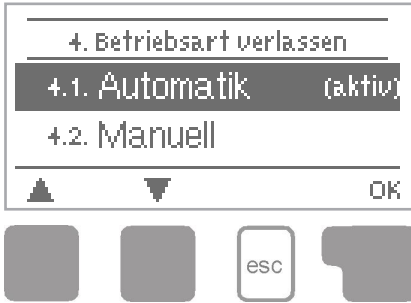 4. Betriebsart verlassen
4.1. Automatik (aktiv)
4.2. Manuell
▲ ▼ OK
esc